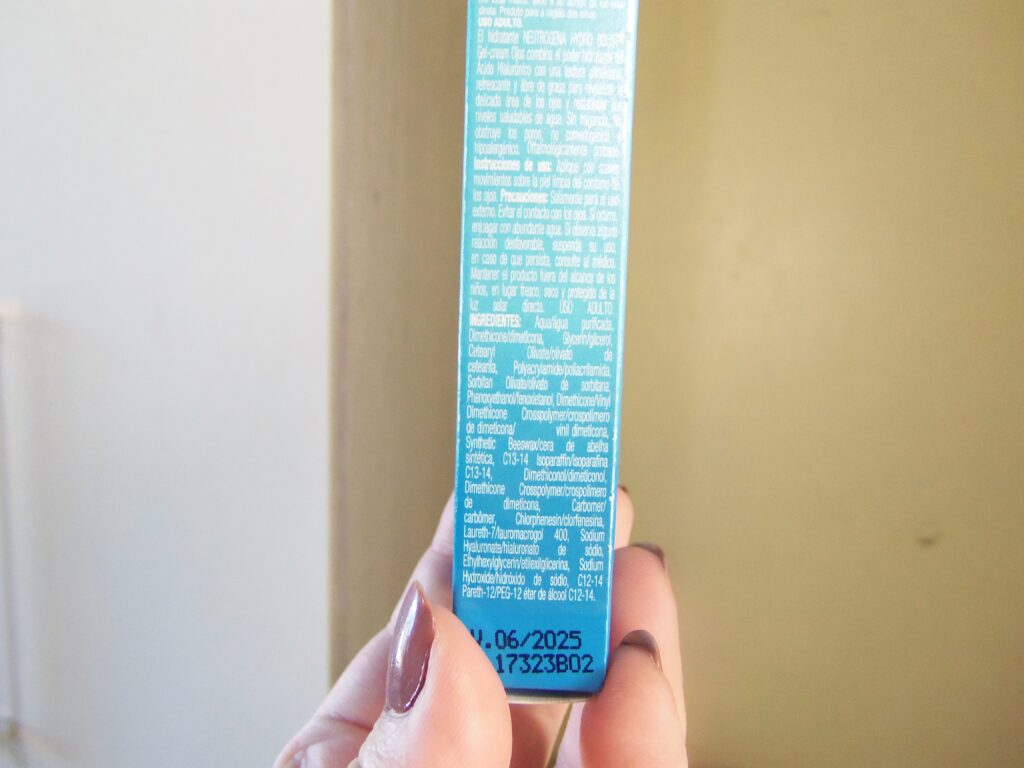 direta. Produto para a região dos olhos.
USO ADULTO.
El hidratante NEUTROGENA HYDRO BOOST®
Gel-cream Ojos combina el poder hidratante del
Ácido Hialurónico con una textura
refrescante y libre de grasa para revitalizar la
delicada área de los ojos y restablecer sus
niveles saludables de agua. Sin fragancia. No
obstruye los poros, no comedogénico e
hipoalergénico. Oftalmológicamente probado.
Instrucciones de uso: Aplique con suaves
movimientos sobre la piel limpia del contorno de
los ojos. Precauciones: Solamente para el uso
externo. Evitar el contacto con los ojos. Si ocurre,
enjuagar con abundante agua. Si observa alguna
reacción desfavorable, suspenda su uso,
en caso de que persista, consulte al médico.
Mantener el producto fuera del alcance de los
niños, en lugar fresco, seco y protegido de la
luz solar directa. USO ADULTO.
INGREDIENTES: Aqua/água purificada,
Dimethicone/dimeticona, Glycerin/glicerol,
Cetearyl Olivate/olivato de
cetearila, Polyacrylamide/poliacrilamida,
Sorbitan Olivate/olivato de sorbitana,
Phenoxyethanol/fenoxietanol, Dimethicone/Vinyl
Dimethicone Crosspolymer/crospolímero
de dimeticona/ vinil dimeticona,
Synthetic Beeswax/cera de abelha
sintética, C13-14 Isoparaffin/isoparafina
C13-14, Dimethiconol/dimeticonol,
Dimethicone Crosspolymer/crospolímero
de dimeticona, Carbomer/
carbômer, Chlorphenesin/clorfenesina,
Laureth-7/lauromacrogol 400, Sodium
Hyaluronate/hialuronato de sódio,
Ethylhexylglycerin/etilexilglicerina, Sodium
Hydroxide/hidróxido de sódio, C12-14
Pareth-12/PEG-12 éter de álcool C12-14.
V.06/2025
17323B02